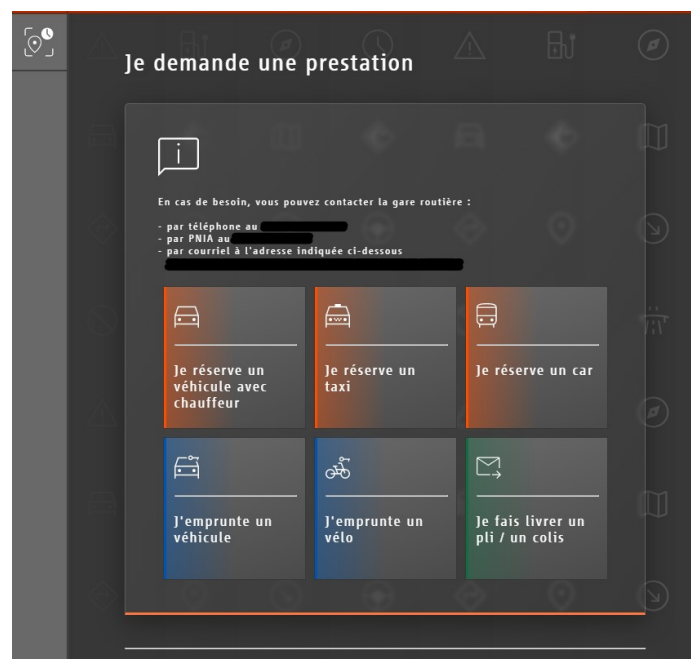 Je demande une prestation
i
En cas de besoin, vous pouvez contacter la gare routière :
- par téléphone au
- par PNIA au
- par courriel à l'adresse indiquée ci-dessous
Je réserve un
véhicule avec
chauffeur
Je réserve un
taxi
Je réserve un car
J'emprunte un
véhicule
J'emprunte un
vélo
Je fais livrer un
pli / un colis